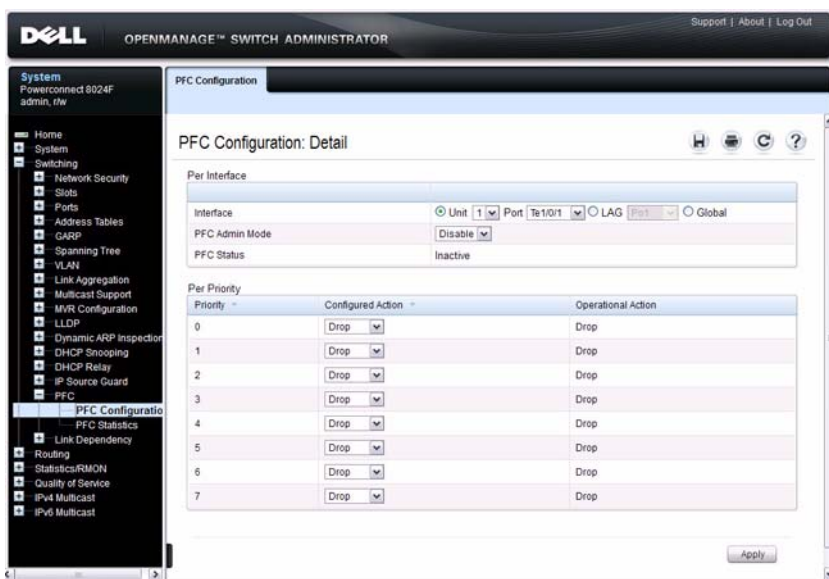 Support | About | Log Out
DELL OPENMANAGE™ SWITCH ADMINISTRATOR
System
Powerconnect 8024F
admin, r/w
Home
System
Switching
Network Security
Slots
Ports
Address Tables
GARP
Spanning Tree
VLAN
Link Aggregation
Multicast Support
MVR Configuration
LLDP
Dynamic ARP Inspection
DHCP Snooping
DHCP Relay
IP Source Guard
PFC
PFC Configuratio
PFC Statistics
Link Dependency
Routing
Statistics/RMON
Quality of Service
IPv4 Multicast
IPv6 Multicast
PFC Configuration
PFC Configuration: Detail
Per Interface
Interface Unit 1 Port Te1/0/1 LAG Po1 Global
PFC Admin Mode Disable
PFC Status Inactive
Per Priority
Priority Configured Action Operational Action
0 Drop Drop
1 Drop Drop
2 Drop Drop
3 Drop Drop
4 Drop Drop
5 Drop Drop
6 Drop Drop
7 Drop Drop
Apply